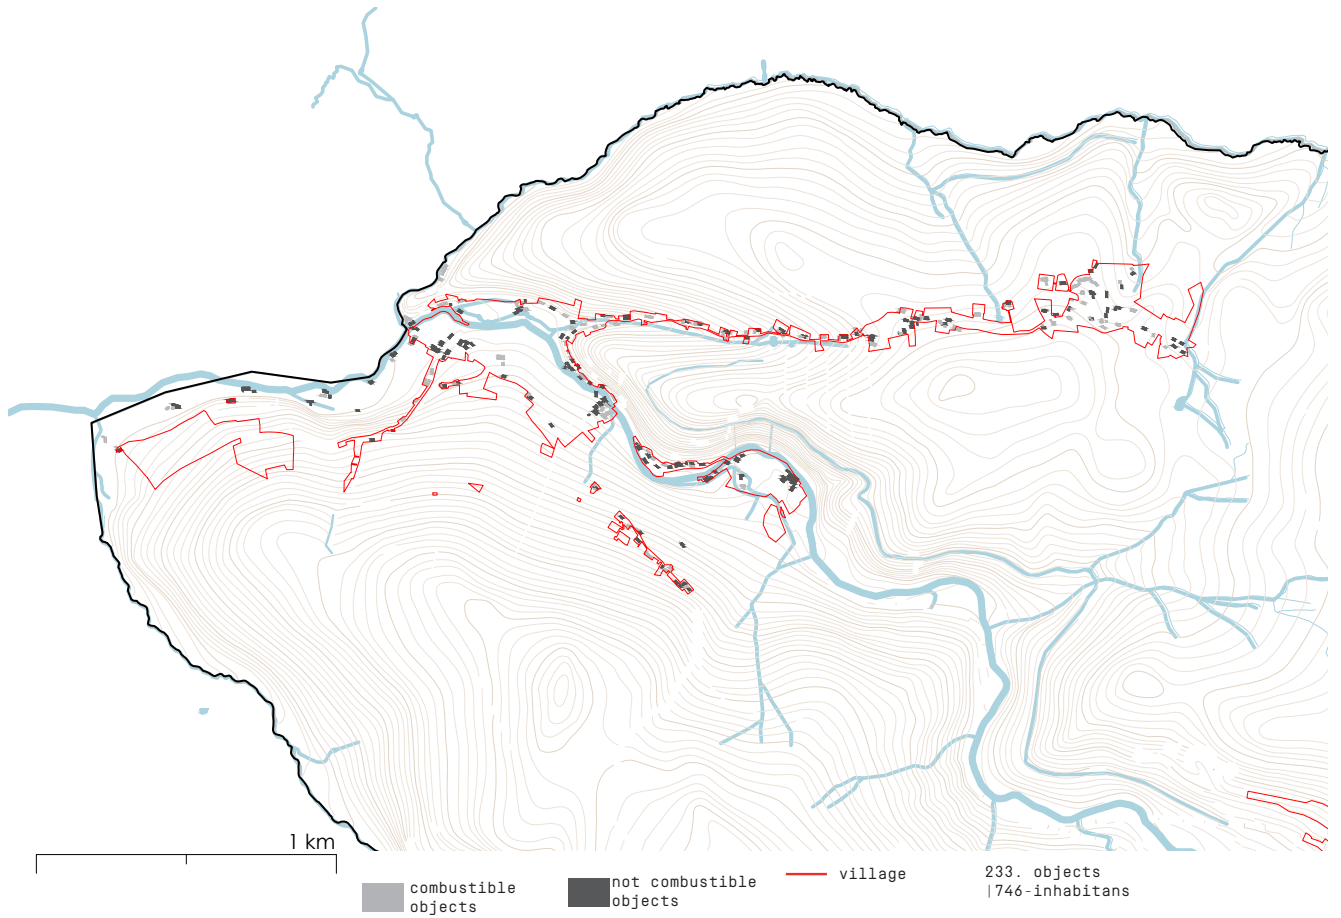 1 km
combustible
objects
not combustible
objects
village
233. objects
|746-inhabitans